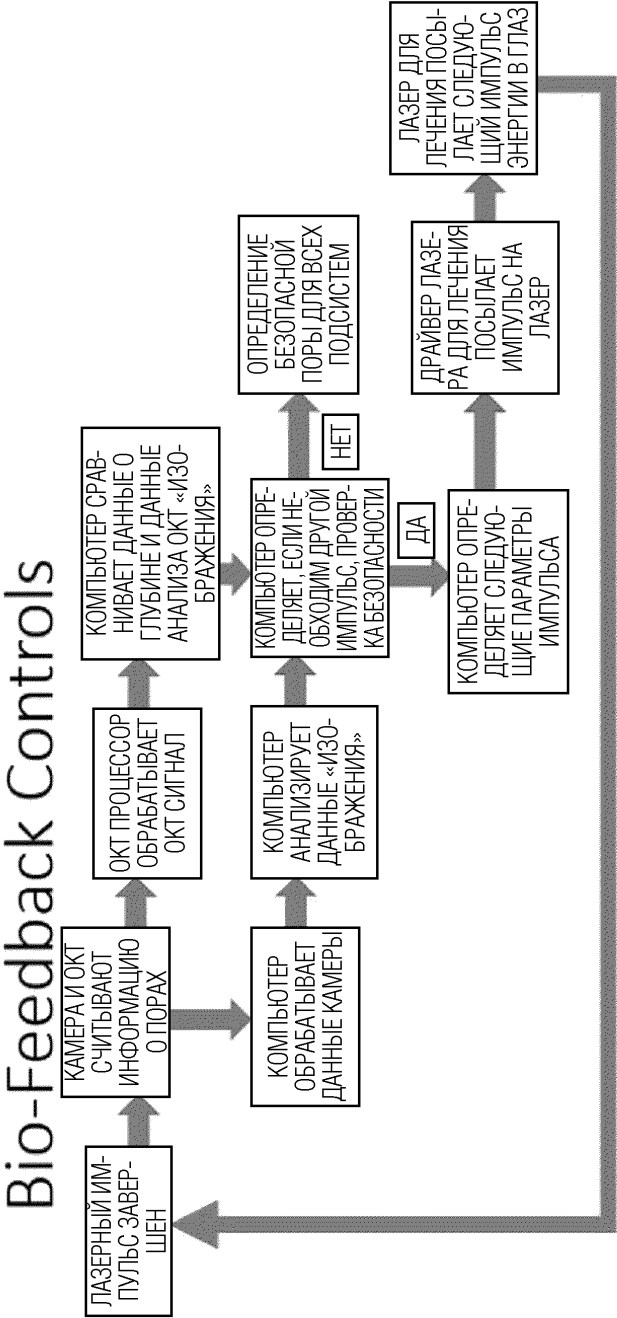 Bio-Feedback Controls
ЛАЗЕРНЫЙ ИМ-
ПУЛЬС ЗАВЕР-
ШЕН
КАМЕРА И ОКТ
СЧИТЫВАЮТ
ИНФОРМАЦИЮ
О ПОРАХ
ОКТ ПРОЦЕССОР
ОБРАБАТЫВАЕТ
ОКТ СИГНАЛ
КОМПЬЮТЕР СРАВ-
НИВАЕТ ДАННЫЕ О
ГЛУБИНЕ И ДАННЫЕ
АНАЛИЗА ОКТ «ИЗО-
БРАЖЕНИЯ»
КОМПЬЮТЕР
ОБРАБАТЫВАЕТ
ДАННЫЕ КАМЕРЫ
КОМПЬЮТЕР
АНАЛИЗИРУЕТ
ДАННЫЕ «ИЗО-
БРАЖЕНИЯ»
КОМПЬЮТЕР ОПРЕ-
ДЕЛЯЕТ, ЕСЛИ НЕ-
ОБХОДИМ ДРУГОЙ
ИМПУЛЬС, ПРОВЕР-
КА БЕЗОПАСНОСТИ
НЕТ
ОПРЕДЕЛЕНИЕ
БЕЗОПАСНОЙ
ПОРЫ ДЛЯ ВСЕХ
ПОДСИСТЕМ
ДА
КОМПЬЮТЕР ОПРЕ-
ДЕЛЯЕТ СЛЕДУЮ-
ЩИЕ ПАРАМЕТРЫ
ИМПУЛЬСА
ДРАЙВЕР ЛАЗЕ-
РА ДЛЯ ЛЕЧЕНИЯ
ПОСЫЛАЕТ
ИМПУЛЬС НА
ЛАЗЕР
ЛАЗЕР ДЛЯ
ЛЕЧЕНИЯ ПОСЫ-
ЛАЕТ СЛЕДУЮ-
ЩИЙ ИМПУЛЬС
ЭНЕРГИИ В ГЛАЗ